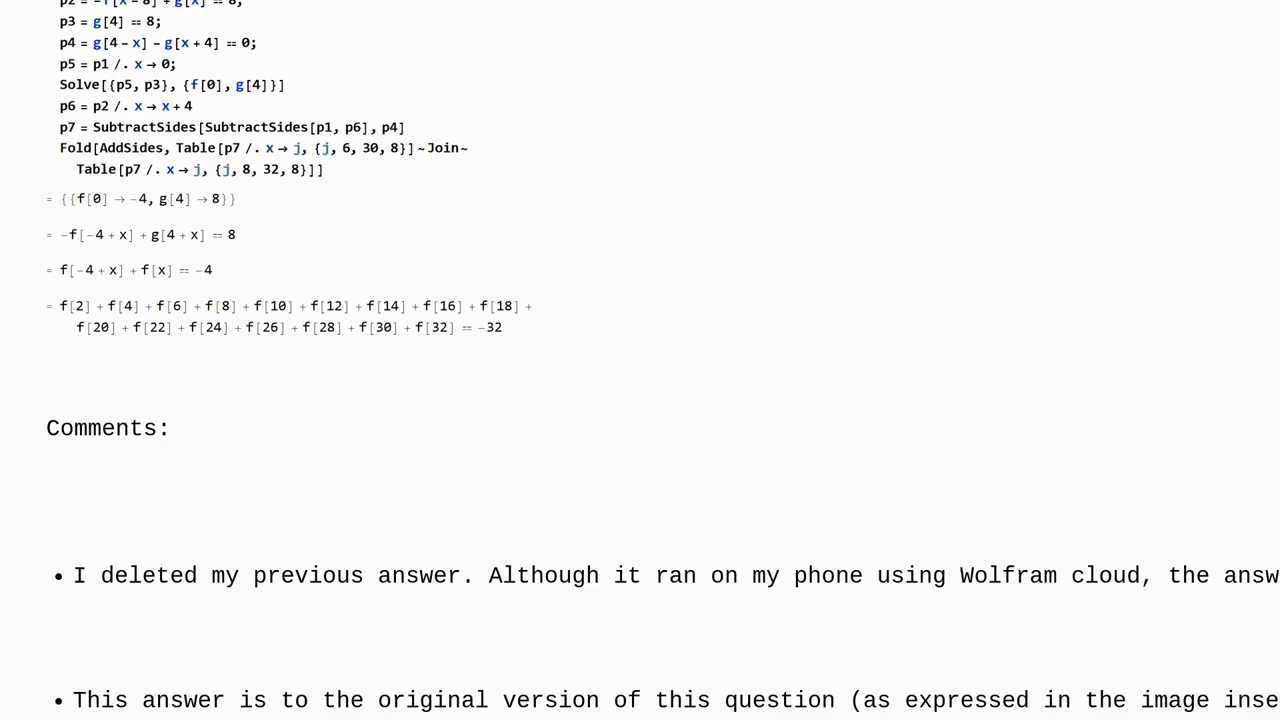 p2 = -f[x - 8] + g[x] == 8;
p3 = g[4] == 8;
p4 = g[4 - x] - g[x + 4] == 0;
p5 = p1 /. x → 0;
Solve[{p5, p3}, {f[0], g[4]}]
p6 = p2 /. x → x + 4
p7 = SubtractSides[SubtractSides[p1, p6], p4]
Fold[AddSides, Table[p7 /. x → j, {j, 6, 30, 8}] ~Join~
Table[p7 /. x → j, {j, 8, 32, 8}]]
= {{f[0] → -4, g[4] → 8}}
= -f[-4 + x] + g[4 + x] == 8
= f[-4 + x] + f[x] == -4
= f[2] + f[4] + f[6] + f[8] + f[10] + f[12] + f[14] + f[16] + f[18] +
f[20] + f[22] + f[24] + f[26] + f[28] + f[30] + f[32] == -32
Comments:
• I deleted my previous answer. Although it ran on my phone using Wolfram cloud, the answ
• This answer is to the original version of this question (as expressed in the image inse